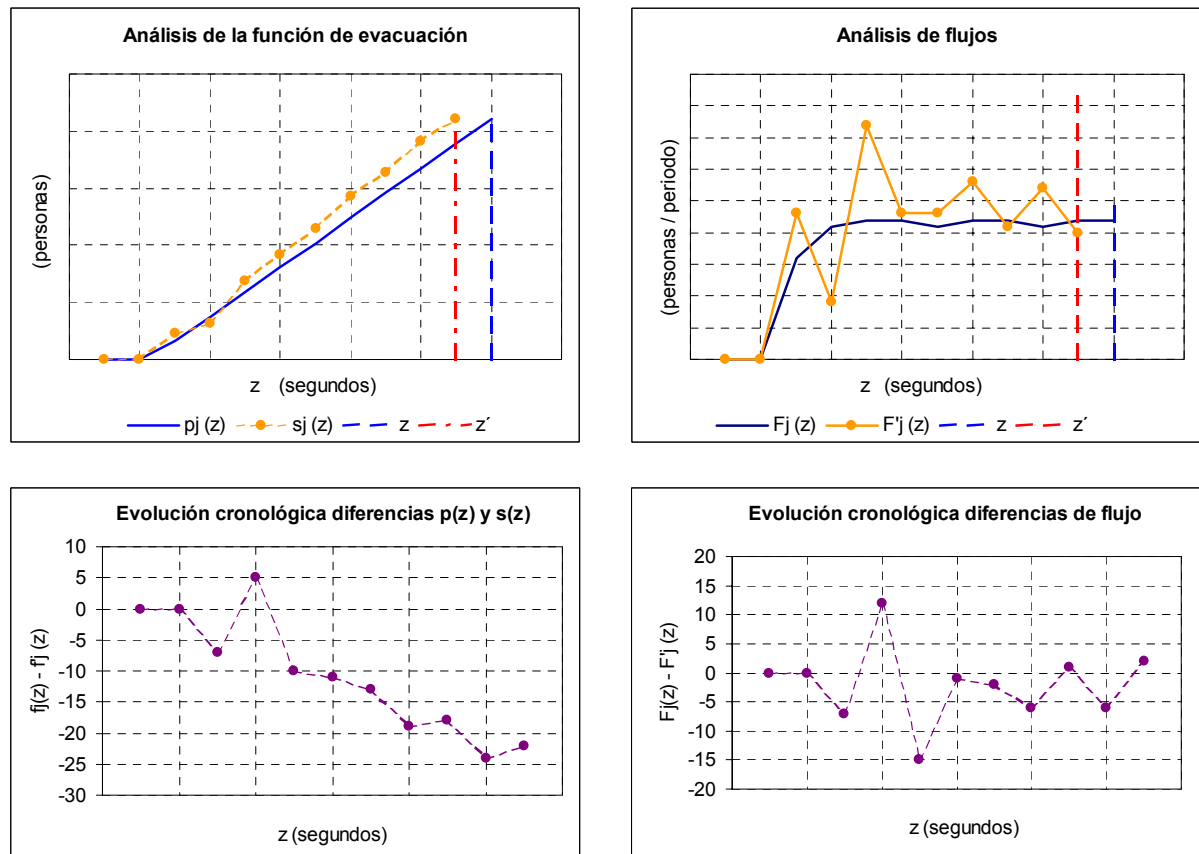 Análisis de la función de evacuación
(personas)
z (segundos)
pj (z) sj (z) z z´
Análisis de flujos
(personas / periodo)
z (segundos)
Fj (z) F'j (z) z z´
Evolución cronológica diferencias p(z) y s(z)
10
5
0
-5
-10
-15
-20
-25
-30
fj(z) - f'j (z)
z (segundos)
Evolución cronológica diferencias de flujo
20
15
10
5
0
-5
-10
-15
-20
Fj(z) - F'j (z)
z (segundos)